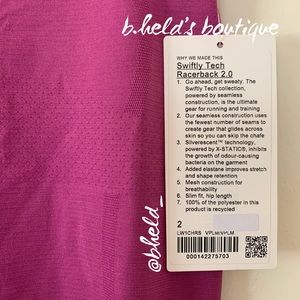 b.held's boutique
WHY WE MADE THIS
Swiftly Tech
Racerback 2.0
1. Go ahead, get sweaty. The
Swiftly Tech collection,
powered by seamless
construction, is the ultimate
gear for running and training
2. Our seamless construction uses
the fewest number of seams to
create gear that glides across
skin so you can skip the chafe
3. Silverescent™ technology,
powered by X-STATIC®, inhibits
the growth of odour-causing
bacteria on the garment
4. Added elastane improves stretch
and shape retention
5. Mesh construction for
breathability
6. Slim fit, hip length
7. 100% of the polyester in this
product is recycled
2
LW1CHRS VPLM/VPLM
000142275703
@bheld_